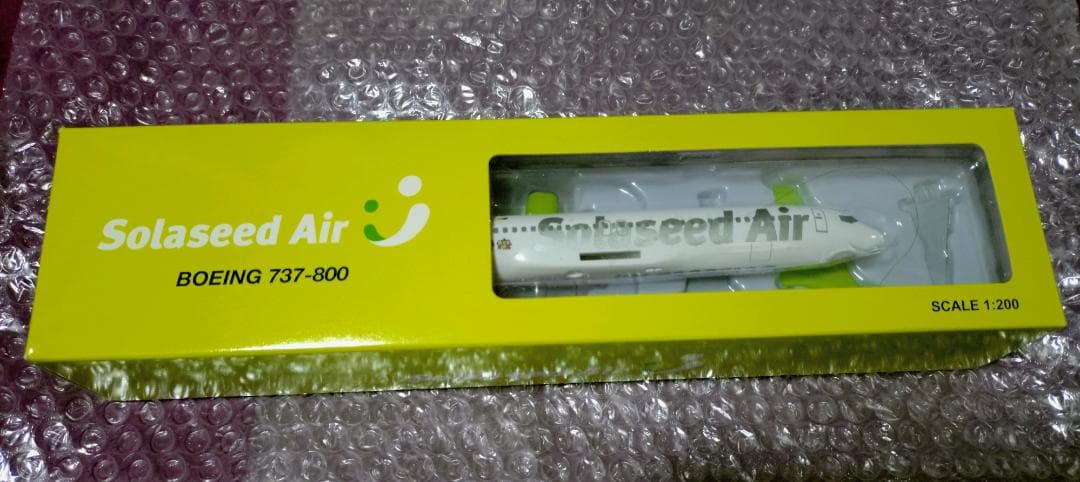 Solaseed Air
BOEING 737-800
Solaseed Air
SCALE 1:200